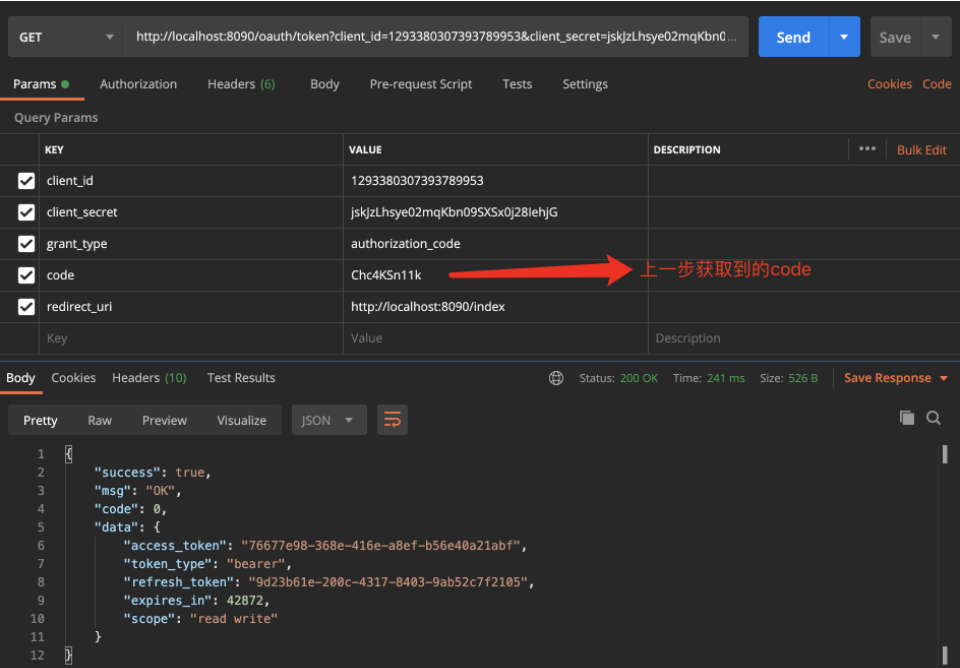 GET http://localhost:8090/oauth/token?client_id=1293380307393789953&client_secret=jskJzLhsye02mqKbn0... Send Save
Params Authorization Headers (6) Body Pre-request Script Tests Settings Cookies Code
Query Params
KEY VALUE DESCRIPTION ••• Bulk Edit
client_id 1293380307393789953
client_secret jskJzLhsye02mqKbn09SXSx0j28IehjG
grant_type authorization_code
code Chc4KSn11k 上一步获取到的code
redirect_uri http://localhost:8090/index
Key Value Description
Body Cookies Headers (10) Test Results Status: 200 OK Time: 241 ms Size: 526 B Save Response
Pretty Raw Preview Visualize JSON
1 {
2 "success": true,
3 "msg": "OK",
4 "code": 0,
5 "data": {
6 "access_token": "76677e98-368e-416e-a8ef-b56e40a21abf",
7 "token_type": "bearer",
8 "refresh_token": "9d23b61e-200c-4317-8403-9ab52c7f2105",
9 "expires_in": 42872,
10 "scope": "read write"
11 }
12 }